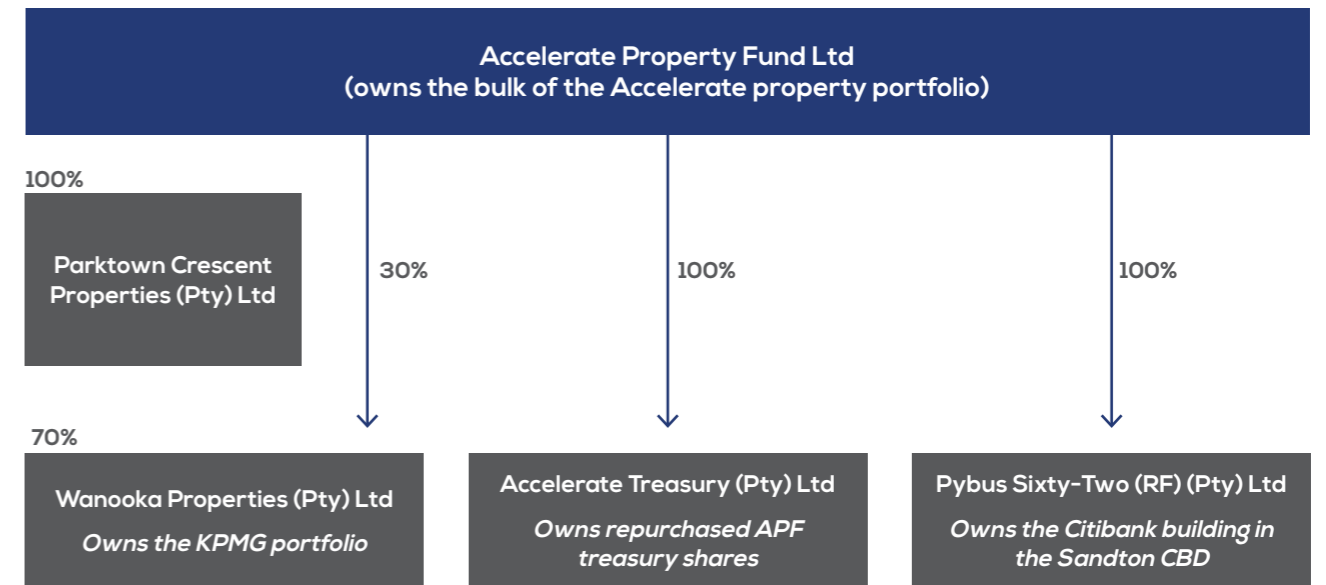 Accelerate Property Fund Ltd
(owns the bulk of the Accelerate property portfolio)
100%
Parktown Crescent
Properties (Pty) Ltd
30%
100%
100%
70%
Wanooka Properties (Pty) Ltd
Owns the KPMG portfolio
Accelerate Treasury (Pty) Ltd
Owns repurchased APF
treasury shares
Pybus Sixty-Two (RF) (Pty) Ltd
Owns the Citibank building in
the Sandton CBD